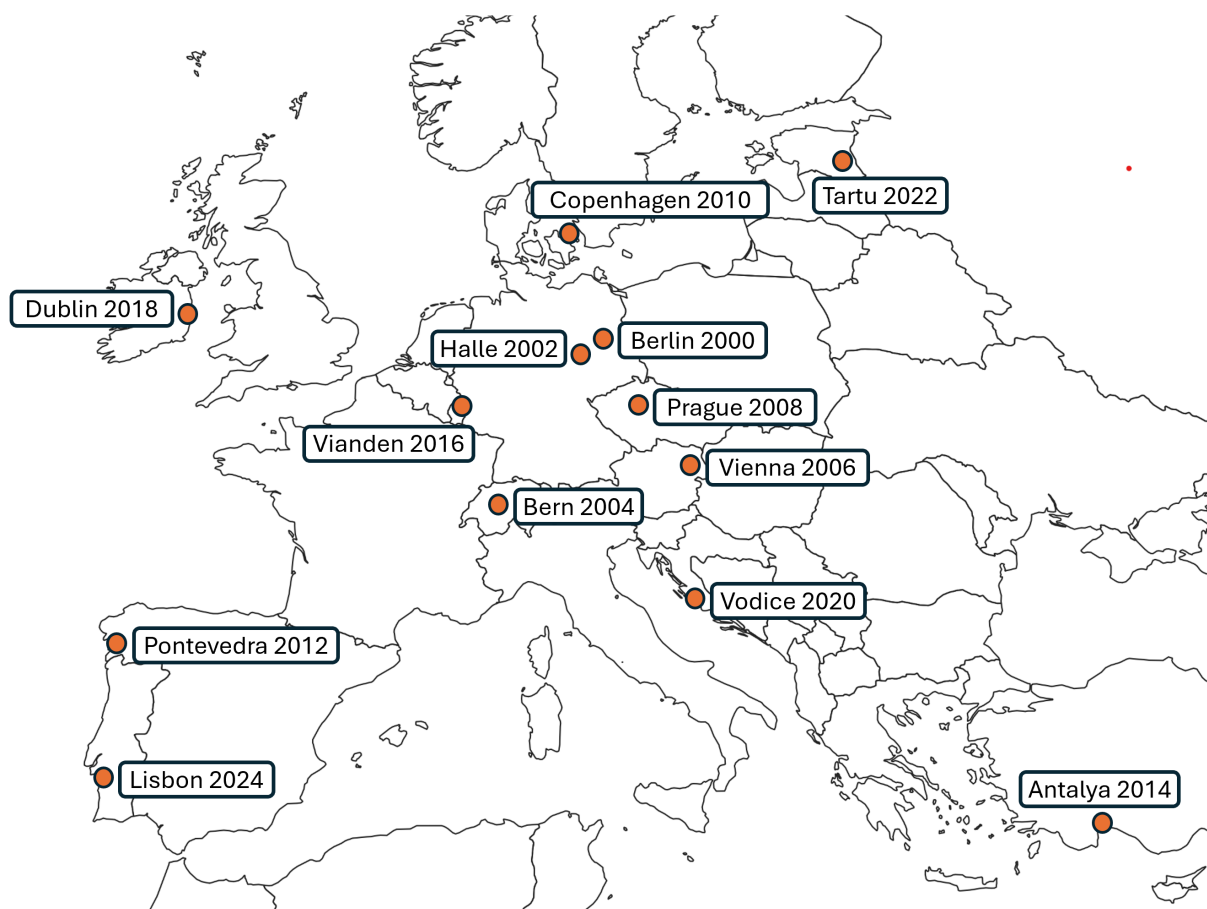 Copenhagen 2010
Tartu 2022
Dublin 2018
Halle 2002
Berlin 2000
Prague 2008
Vianden 2016
Vienna 2006
Bern 2004
Vodice 2020
Pontevedra 2012
Lisbon 2024
Antalya 2014